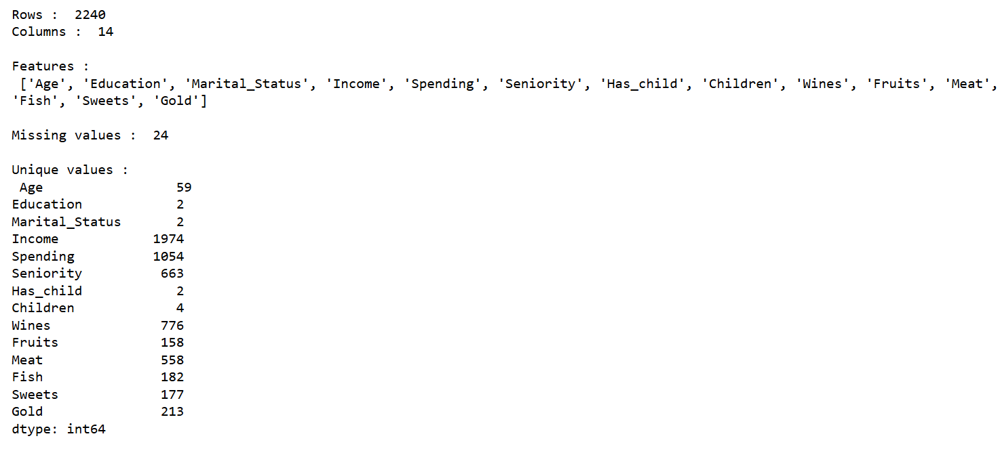 Rows :  2240
Columns :  14
Features :
['Age', 'Education', 'Marital_Status', 'Income', 'Spending', 'Seniority', 'Has_child', 'Children', 'Wines', 'Fruits', 'Meat',
'Fish', 'Sweets', 'Gold']
Missing values :  24
Unique values :
Age                 59
Education            2
Marital_Status       2
Income            1974
Spending          1054
Seniority          663
Has_child            2
Children             4
Wines              776
Fruits             158
Meat               558
Fish               182
Sweets             177
Gold               213
dtype: int64